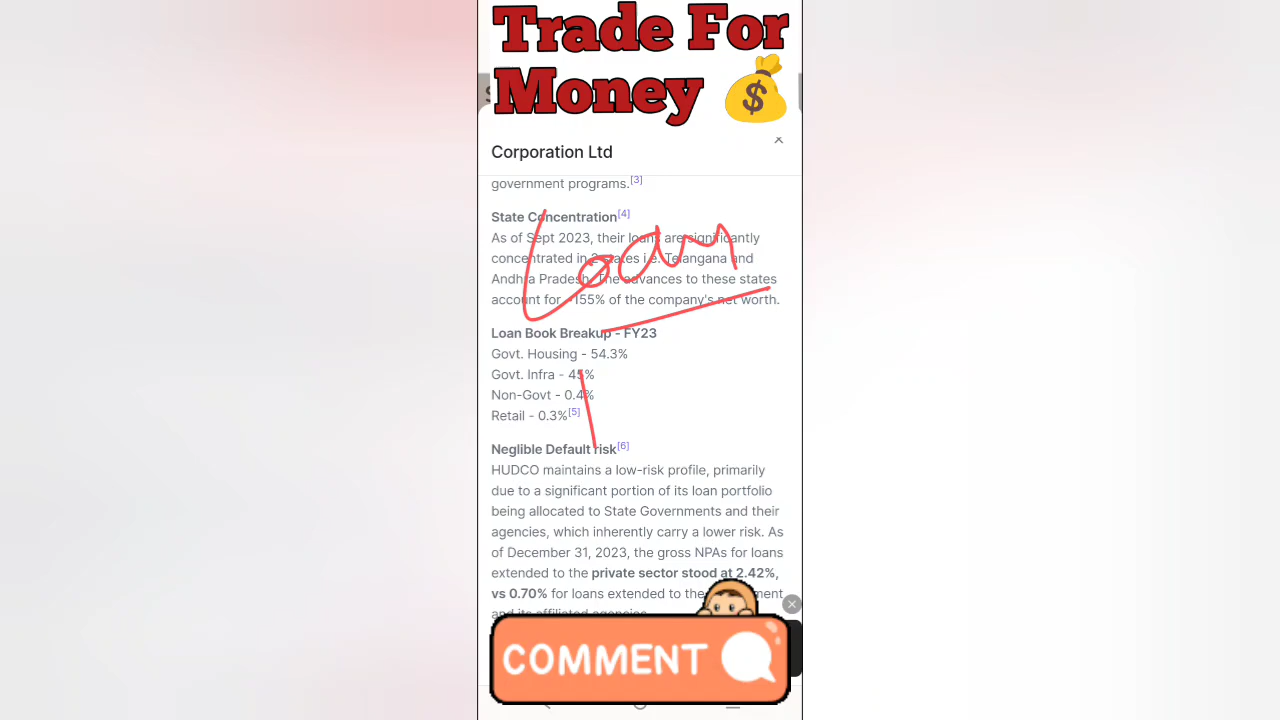 Trade For
Money
Corporation Ltd
government programs.[3]
State Concentration[4]
As of Sept 2023, their loans are significantly
concentrated in 2 states i.e. Telangana and
Andhra Pradesh. The advances to these states
account for ~155% of the company's net worth.
Loan
Loan Book Breakup - FY23
Govt. Housing - 54.3%
Govt. Infra - 45%
Non-Govt - 0.4%
Retail - 0.3%[5]
Neglible Default risk[6]
HUDCO maintains a low-risk profile, primarily
due to a significant portion of its loan portfolio
being allocated to State Governments and their
agencies, which inherently carry a lower risk. As
of December 31, 2023, the gross NPAs for loans
extended to the private sector stood at 2.42%,
vs 0.70% for loans extended to the
COMMENT